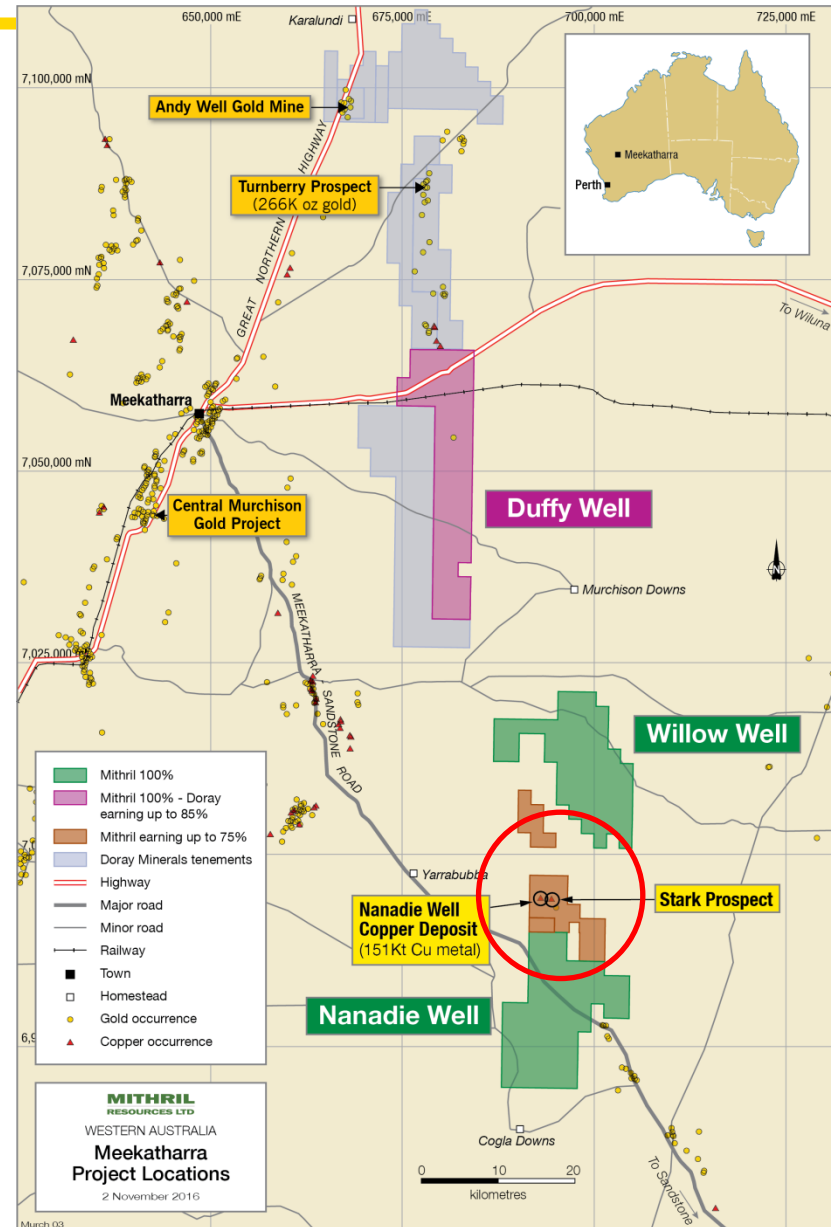 650,000 mE
675,000 mE
700,000 mE
725,000 mE
Karalundi
7,100,000 mN
Andy Well Gold Mine
GREAT NORTHERN HIGHWAY
Turnberry Prospect
(266K oz gold)
Meekatharra
Perth
7,075,000 mN
To Wiluna
Meekatharra
7,050,000 mN
Central Murchison
Gold Project
Duffy Well
Murchison Downs
MEEKATHARRA - SANDSTONE ROAD
7,025,000 mN
Willow Well
Mithril 100%
Mithril 100% - Doray
earning up to 85%
Mithril earning up to 75%
Doray Minerals tenements
Highway
Major road
Minor road
Railway
Town
Homestead
Gold occurrence
Copper occurrence
7,0
Yarrabubba
Nanadie Well
Copper Deposit
(151Kt Cu metal)
Stark Prospect
Nanadie Well
6,9
MITHRIL
RESOURCES LTD
WESTERN AUSTRALIA
Meekatharra
Project Locations
2 November 2016
Cogla Downs
To Sandstone
0 10 20
kilometres
N
Murch 03